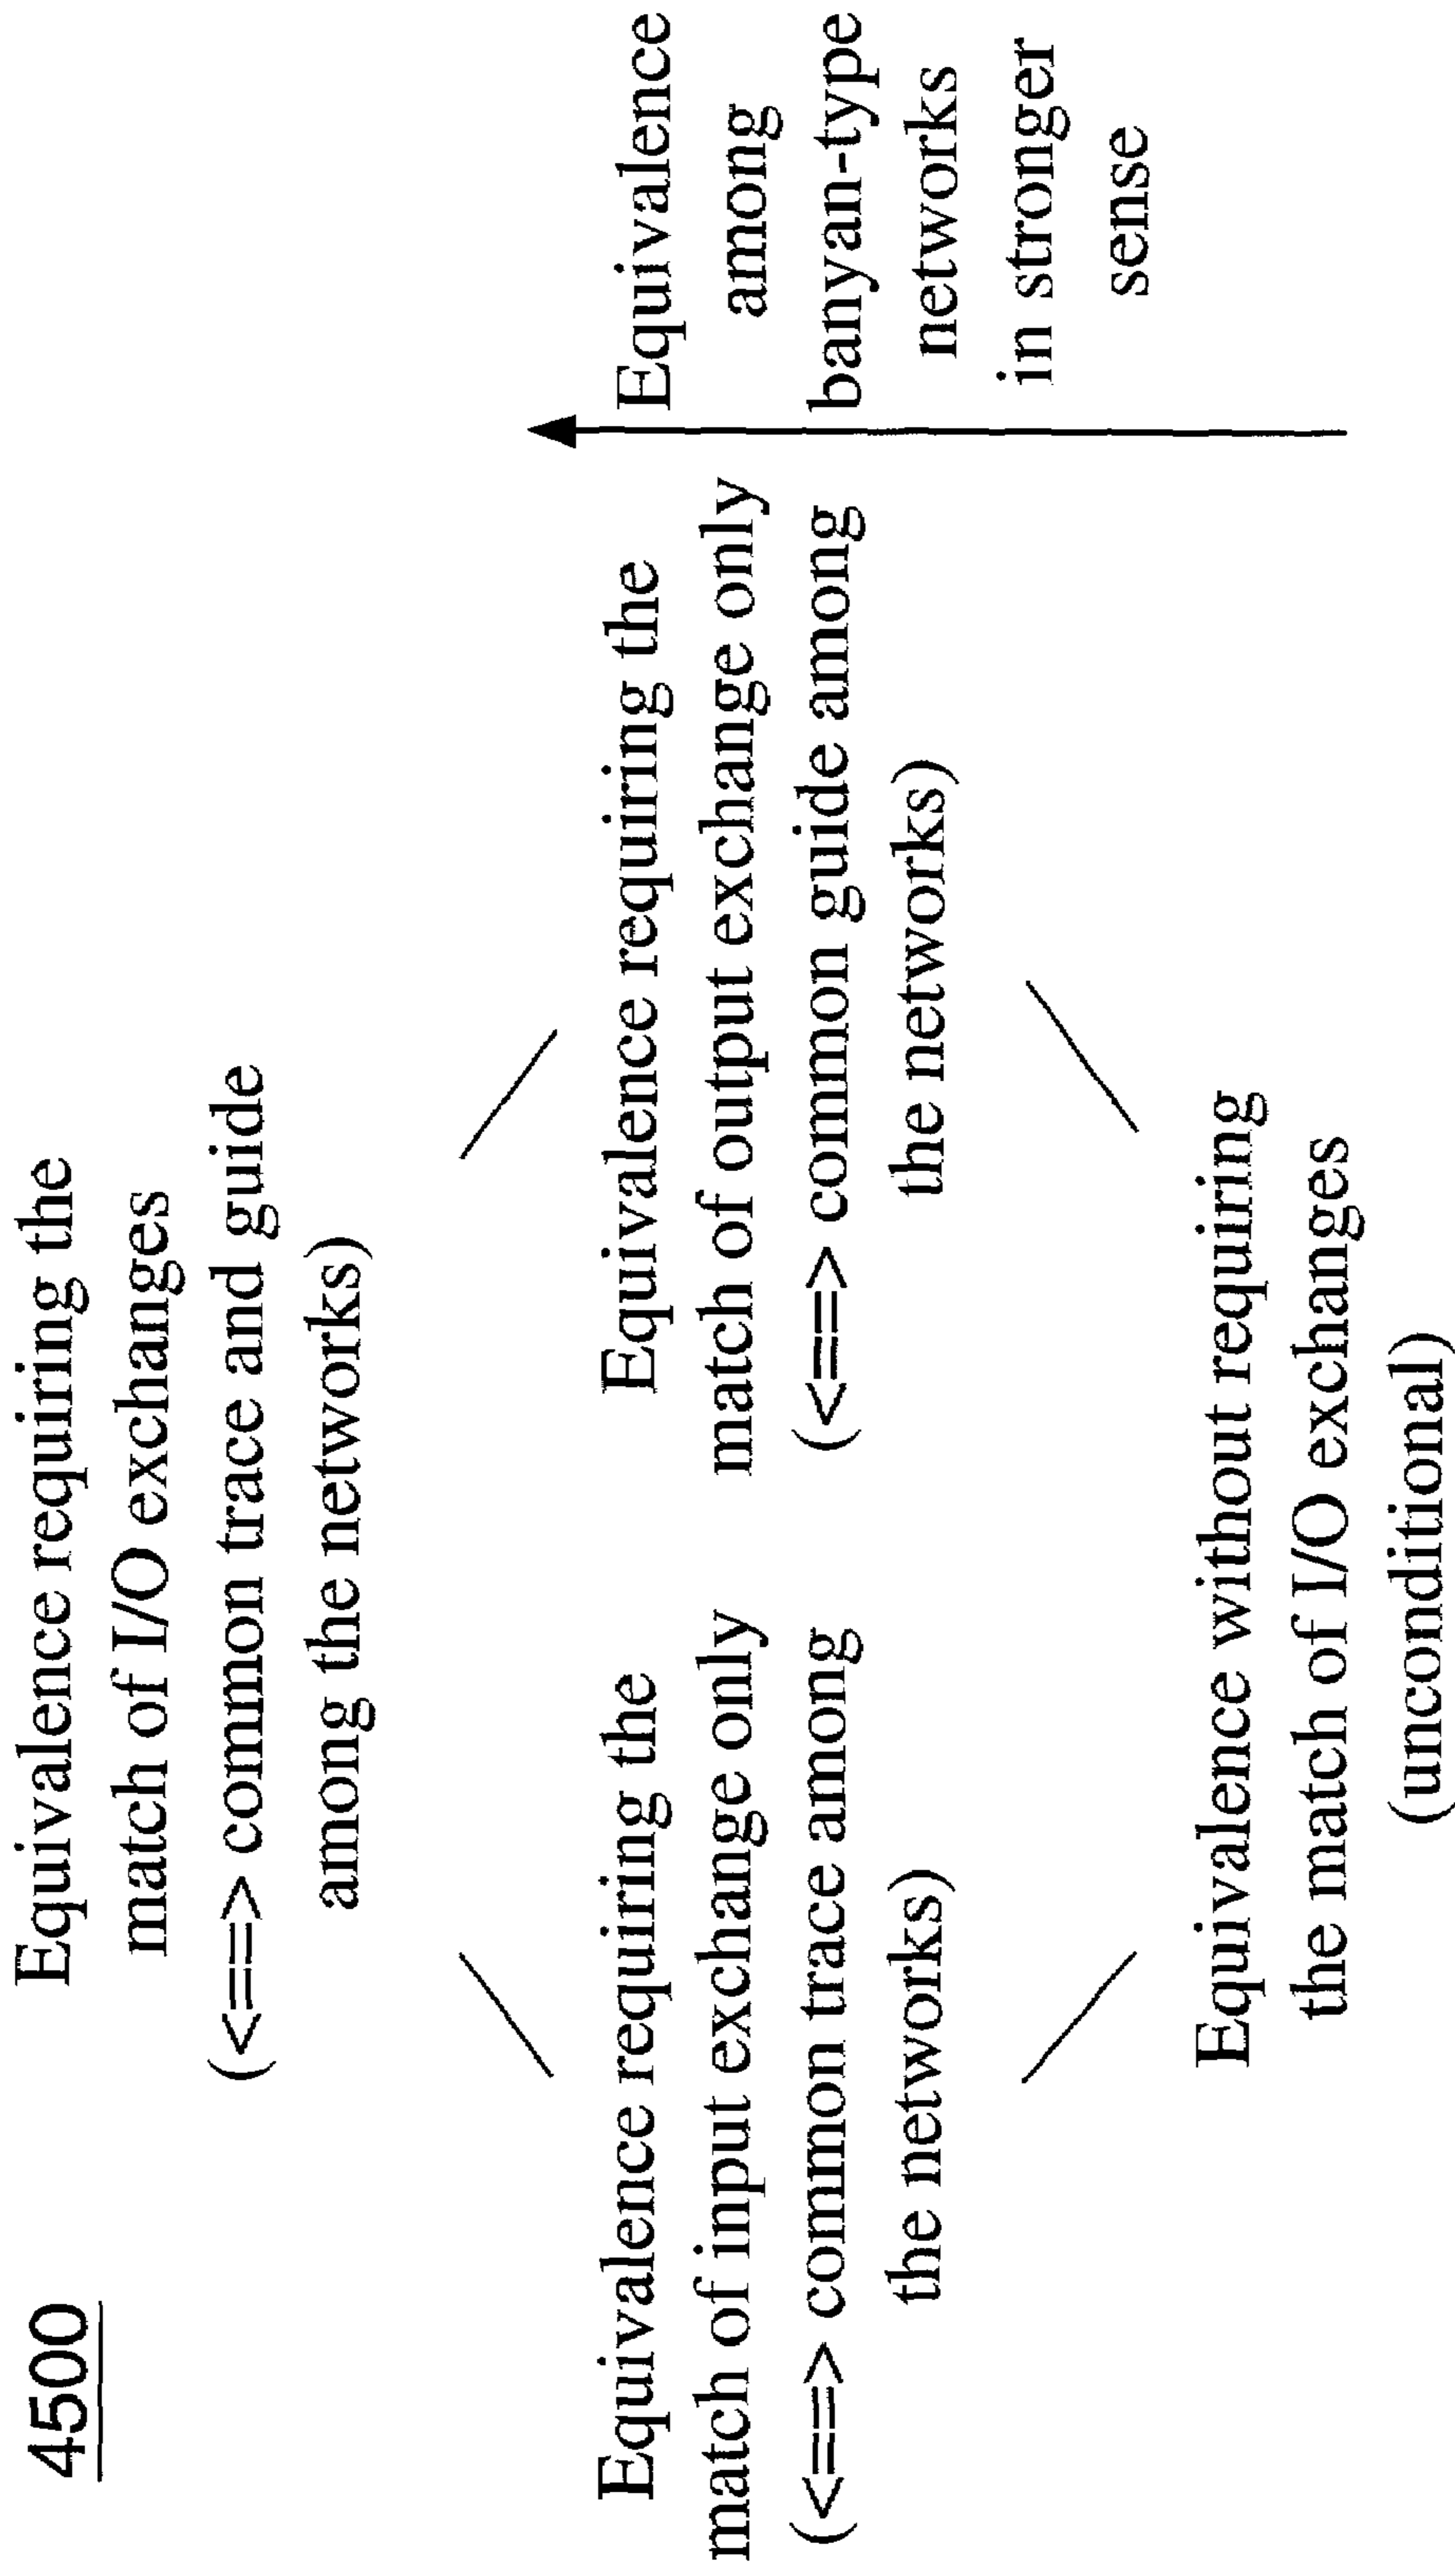 4500
Equivalence requiring the
match of I/O exchanges
(<==> common trace and guide
among the networks)
Equivalence requiring the
match of input exchange only
(<==> common trace among
the networks)
Equivalence requiring the
match of output exchange only
(<==> common guide among
the networks)
Equivalence without requiring
the match of I/O exchanges
(unconditional)
Equivalence
among
banyan-type
networks
in stronger
sense